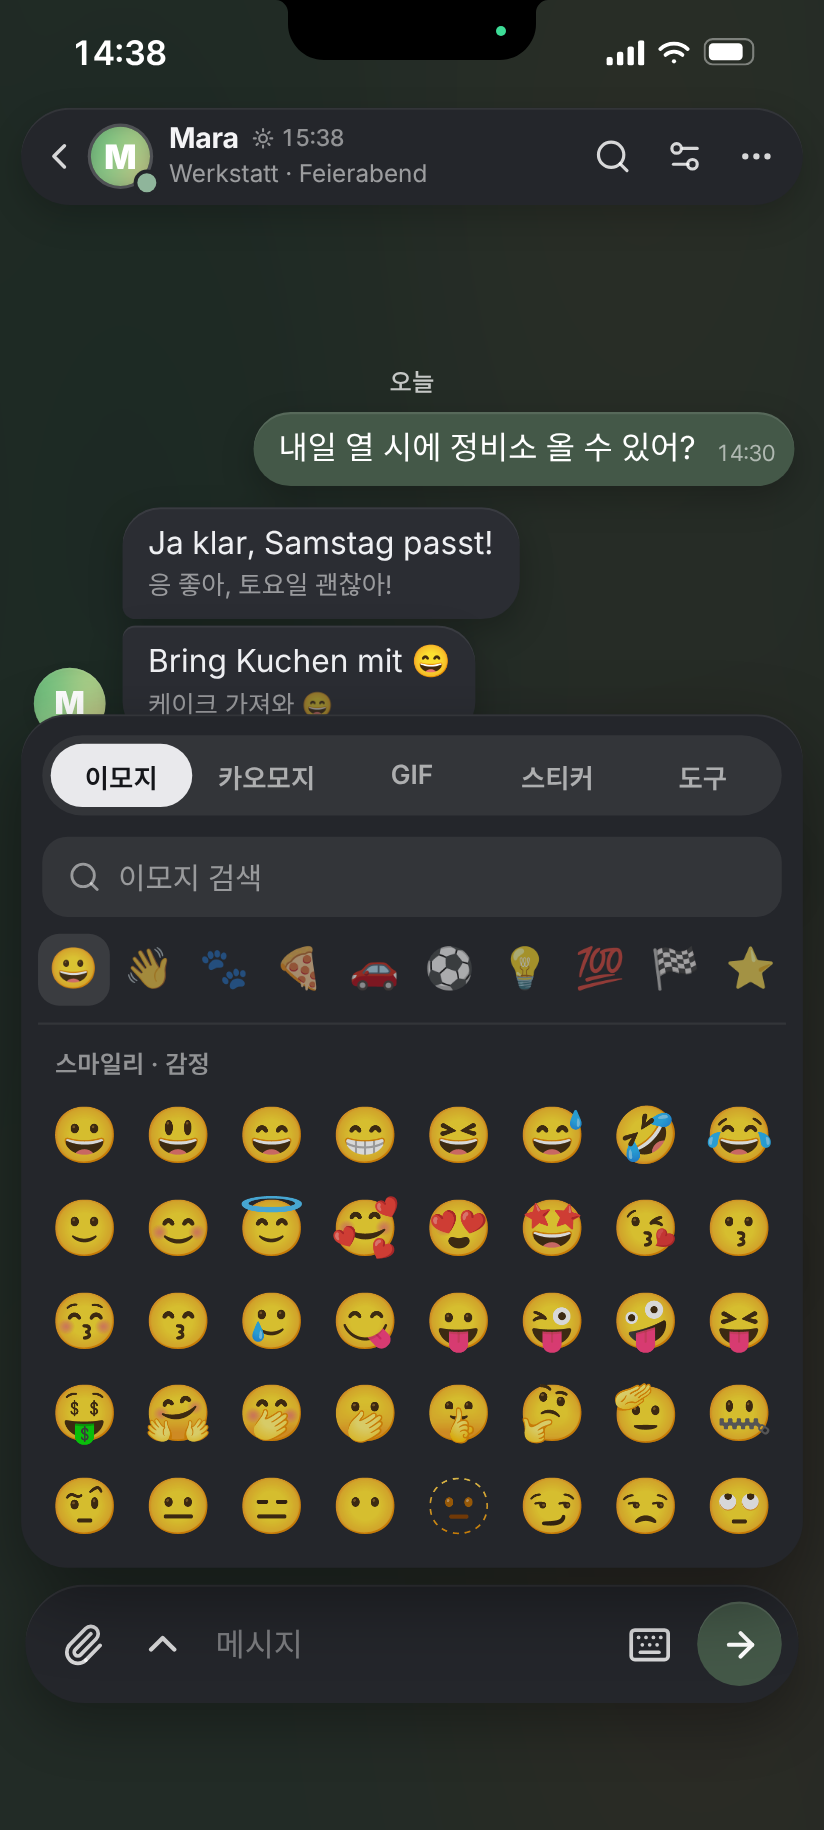 14:38
M
Mara 15:38
Werkstatt · Feierabend
오늘
내일 열 시에 정비소 올 수 있어? 14:30
Ja klar, Samstag passt!
응 좋아, 토요일 괜찮아!
Bring Kuchen mit 😄
케이크 가져와 😄
M
이모지 카오모지 GIF 스티커 도구
이모지 검색
스마일리 · 감정
메시지